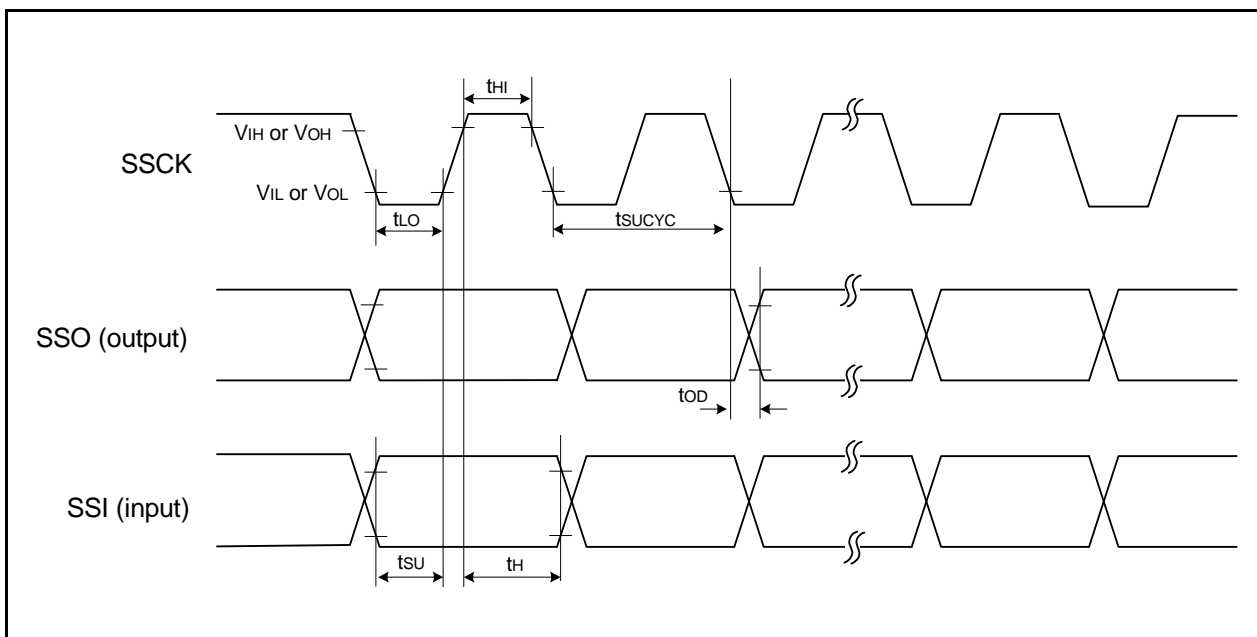 tHI
VIH or VOH
SSCK
VIL or VOL
tLO
tSUCYC
SSO (output)
tOD
SSI (input)
tSU
tH